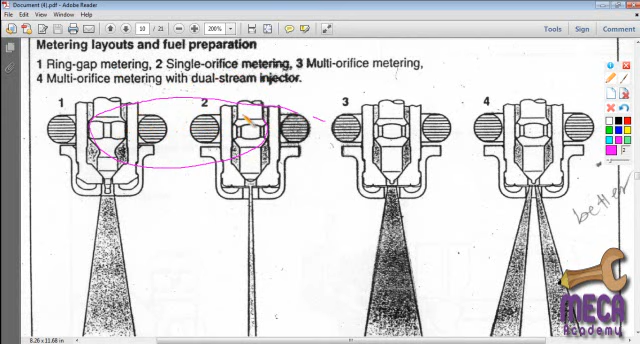 Document (4).pdf - Adobe Reader
File Edit View Window Help
10 / 21 200% Tools Sign Comment
Metering layouts and fuel preparation
1 Ring-gap metering, 2 Single-orifice metering, 3 Multi-orifice metering,
4 Multi-orifice metering with dual-stream injector.
1 2 3 4
better
MECA
Academy
8.26 x 11.68 in